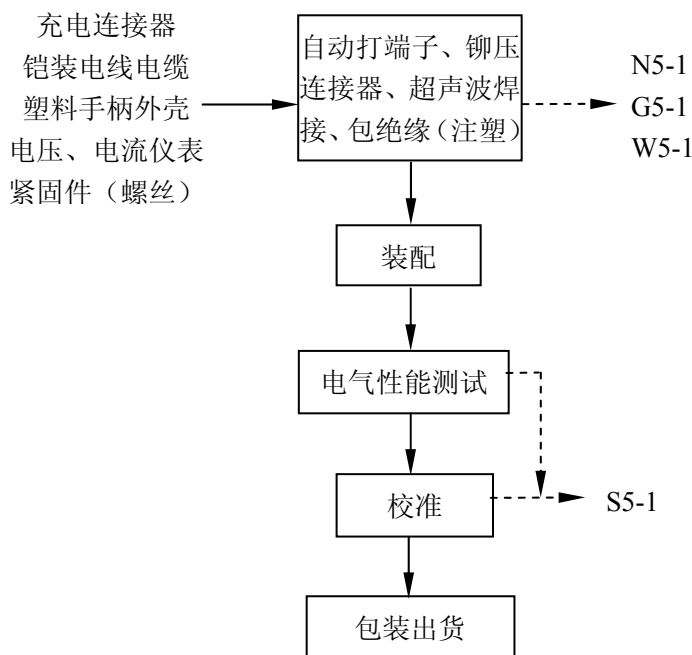 充电连接器
铠装电线电缆
塑料手柄外壳
电压、电流仪表
紧固件（螺丝）
自动打端子、铆压
连接器、超声波焊
接、包绝缘（注塑）
N5-1
G5-1
W5-1
装配
电气性能测试
校准
S5-1
包装出货